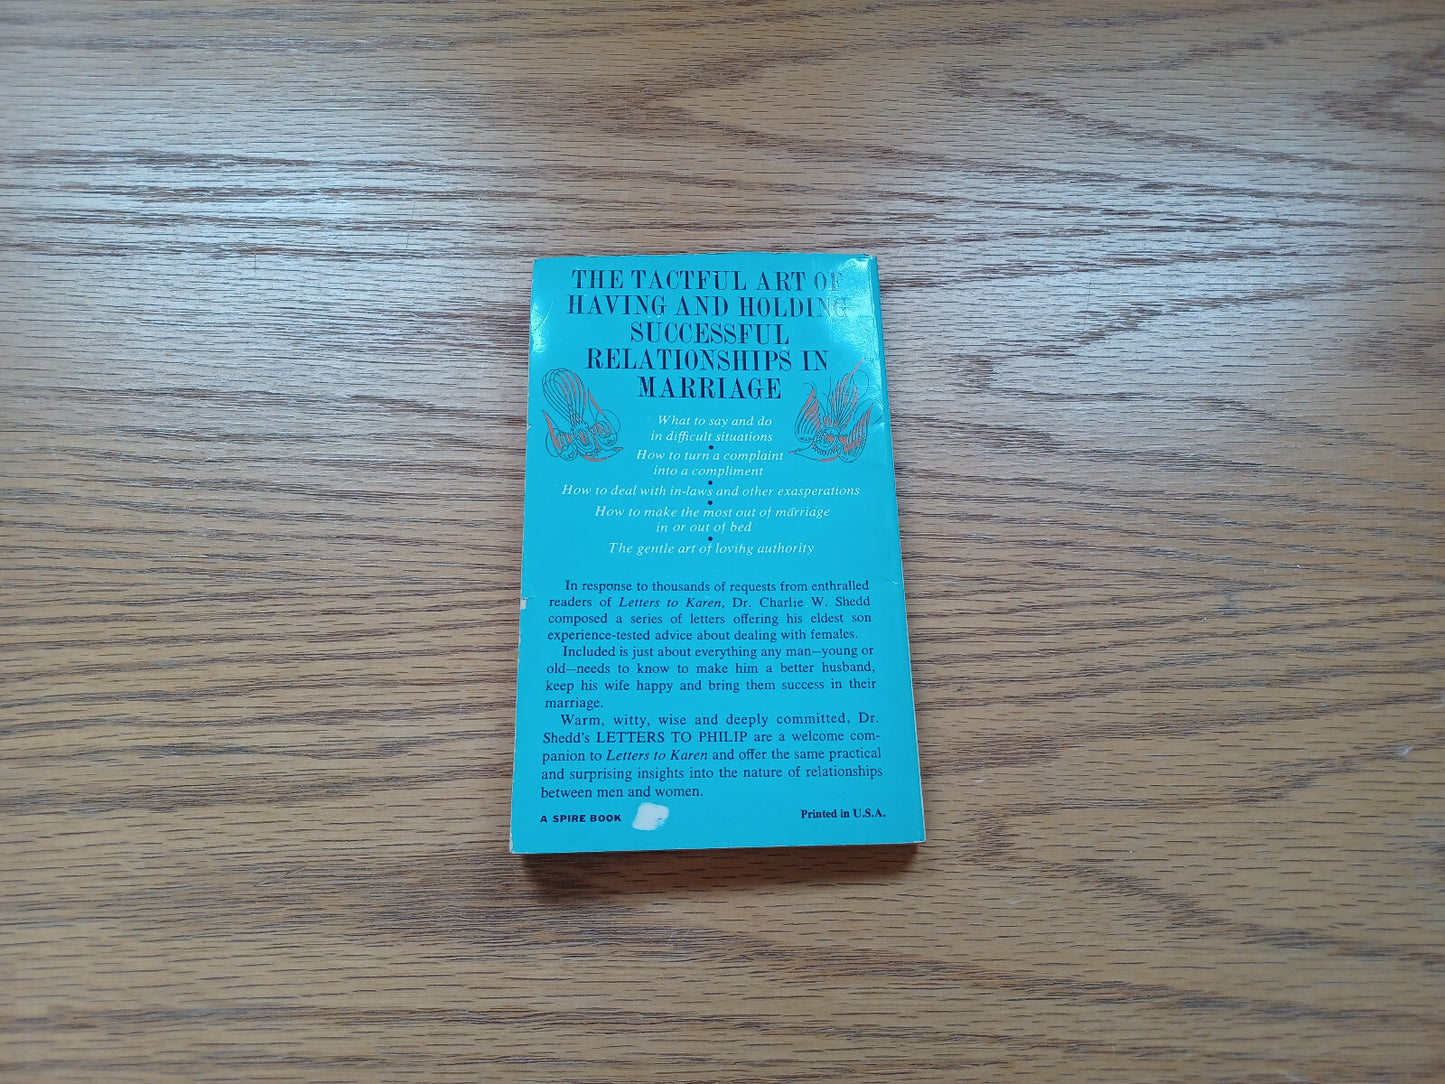 THE TACTFUL ART OF
HAVING AND HOLDING
SUCCESSFUL
RELATIONSHIPS IN
MARRIAGE
What to say and do
in difficult situations
•
How to turn a complaint
into a compliment
•
How to deal with in-laws and other exasperations
•
How to make the most out of marriage
in or out of bed
•
The gentle art of loving authority
In response to thousands of requests from enthralled
readers of Letters to Karen, Dr. Charlie W. Shedd
composed a series of letters offering his eldest son
experience-tested advice about dealing with females.
Included is just about everything any man—young or
old—needs to know to make him a better husband,
keep his wife happy and bring them success in their
marriage.
Warm, witty, wise and deeply committed, Dr.
Shedd's LETTERS TO PHILIP are a welcome com-
panion to Letters to Karen and offer the same practical
and surprising insights into the nature of relationships
between men and women.
A SPIRE BOOK
Printed in U.S.A.